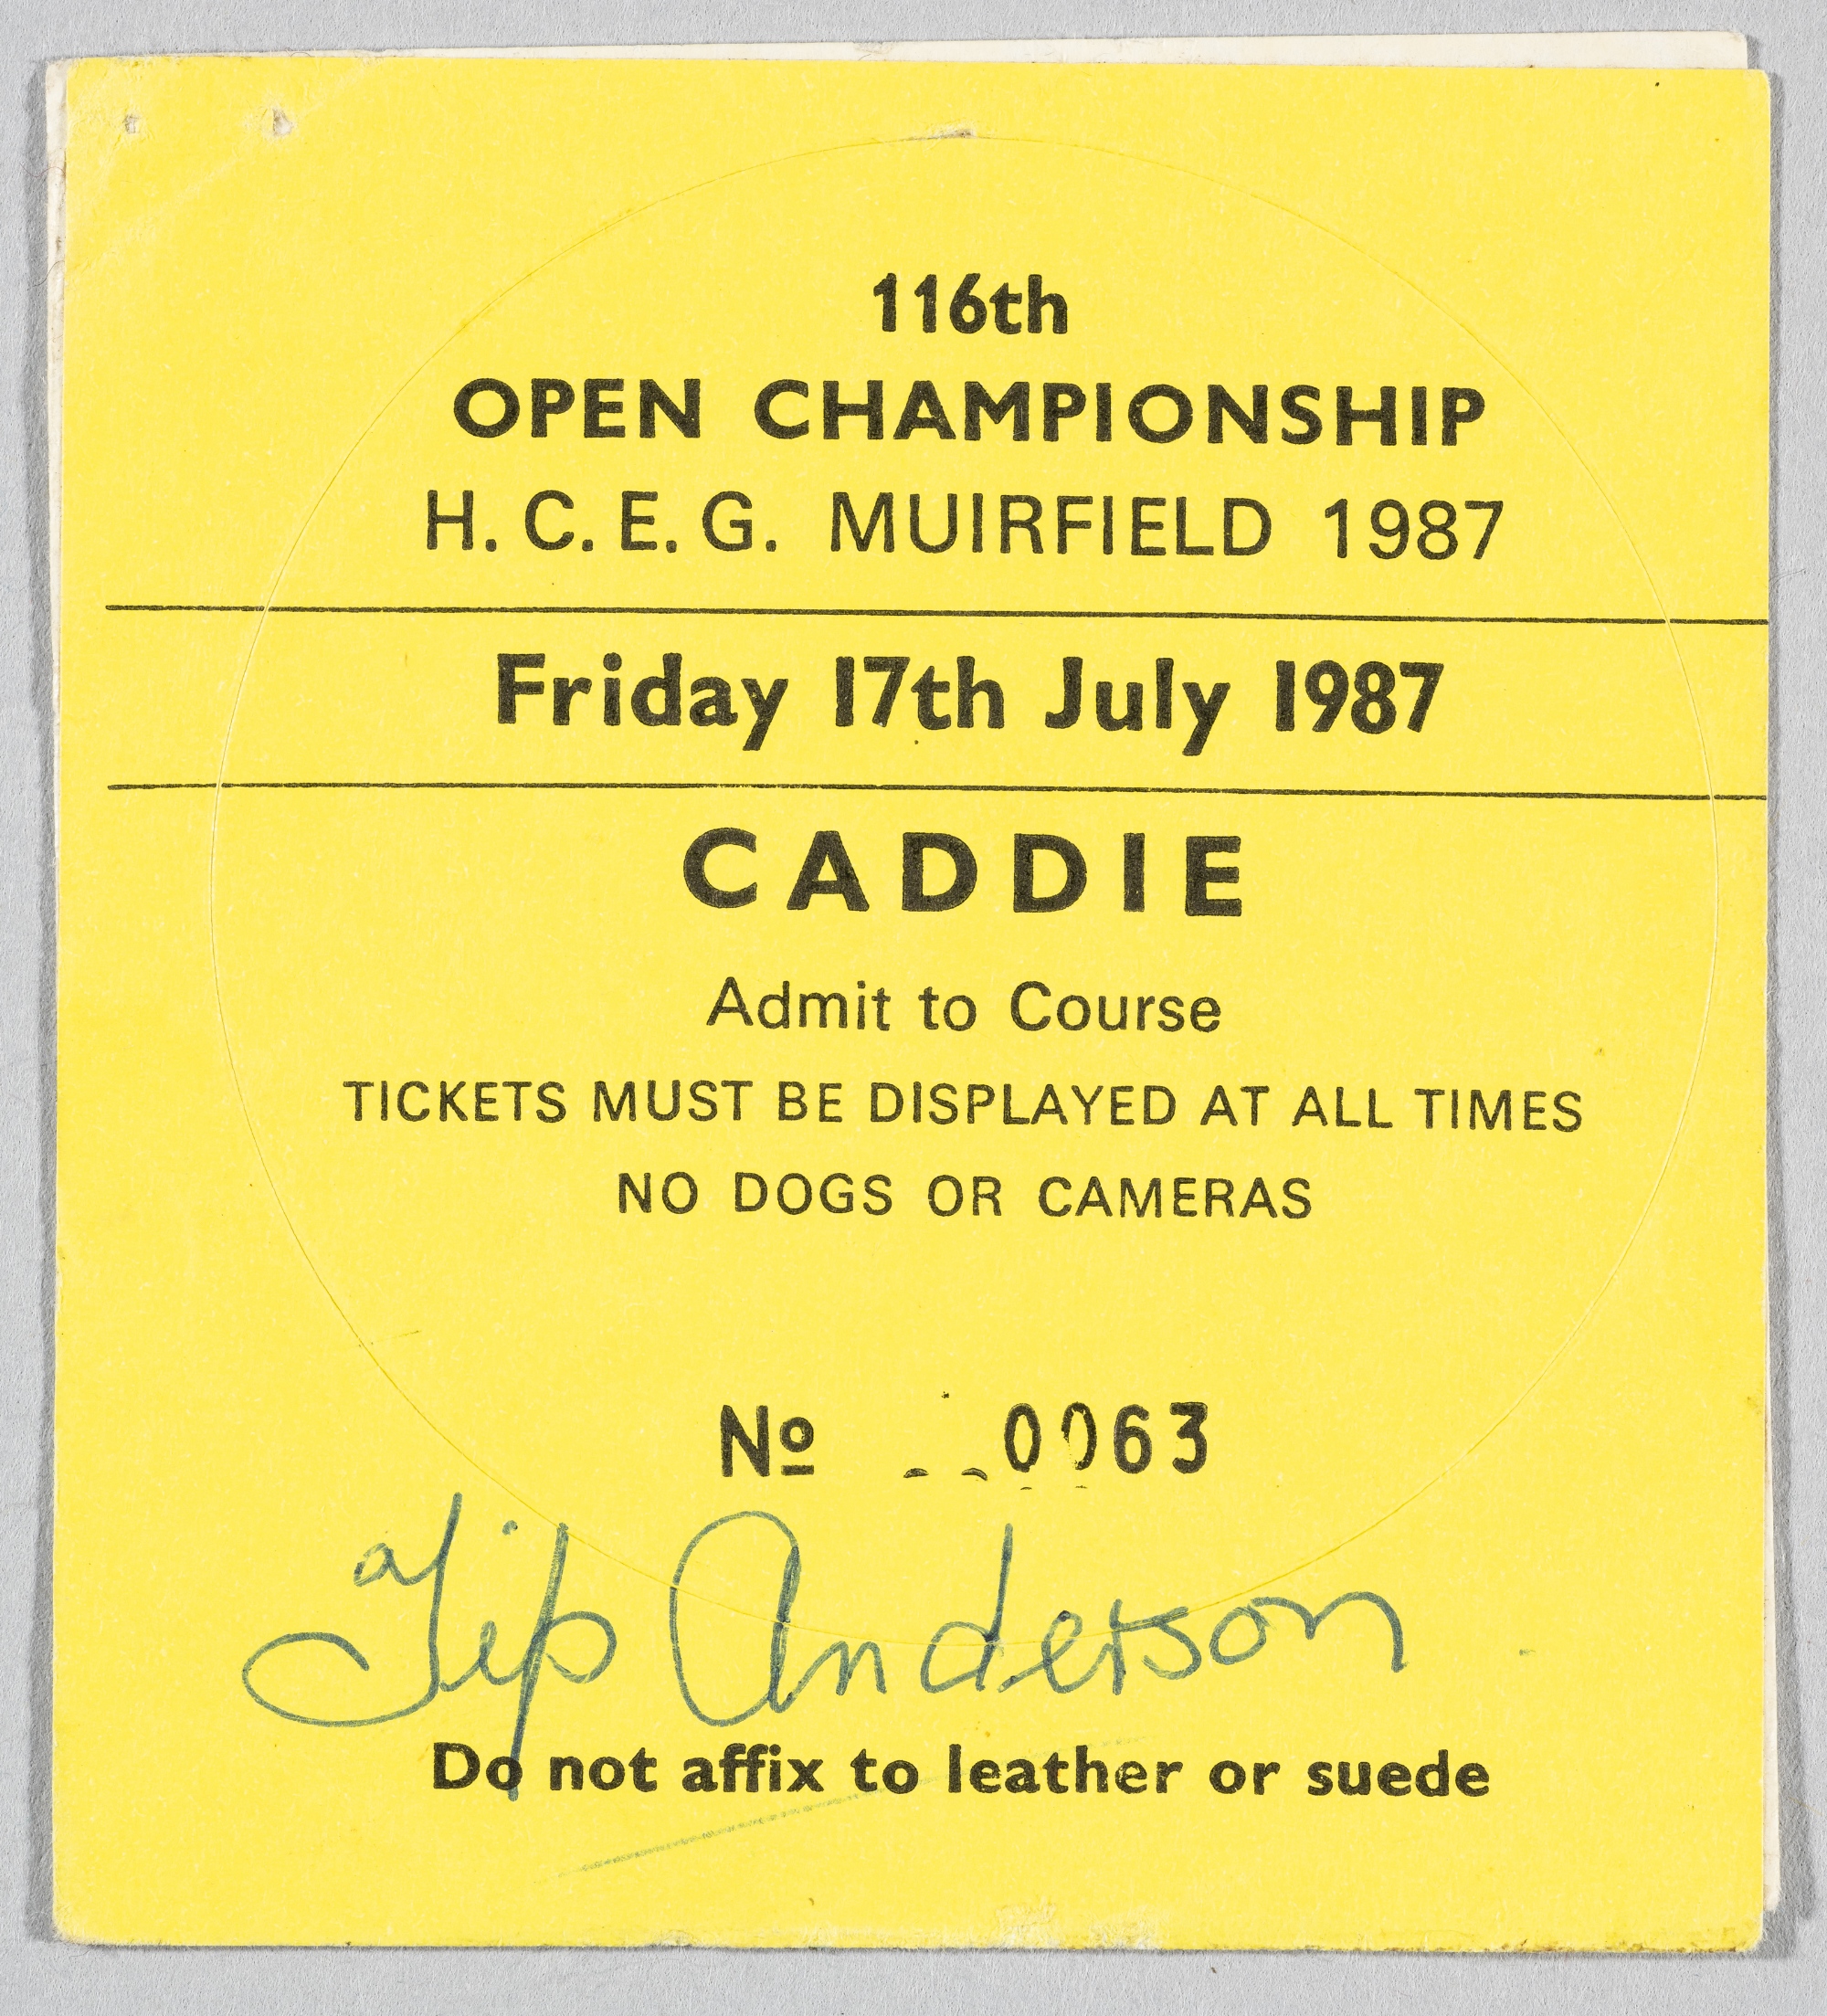 116th
OPEN CHAMPIONSHIP
H. C. E. G. MUIRFIELD 1987
Friday 17th July 1987
CADDIE
Admit to Course
TICKETS MUST BE DISPLAYED AT ALL TIMES
NO DOGS OR CAMERAS
Nº 0063
Tip Anderson
Do not affix to leather or suede